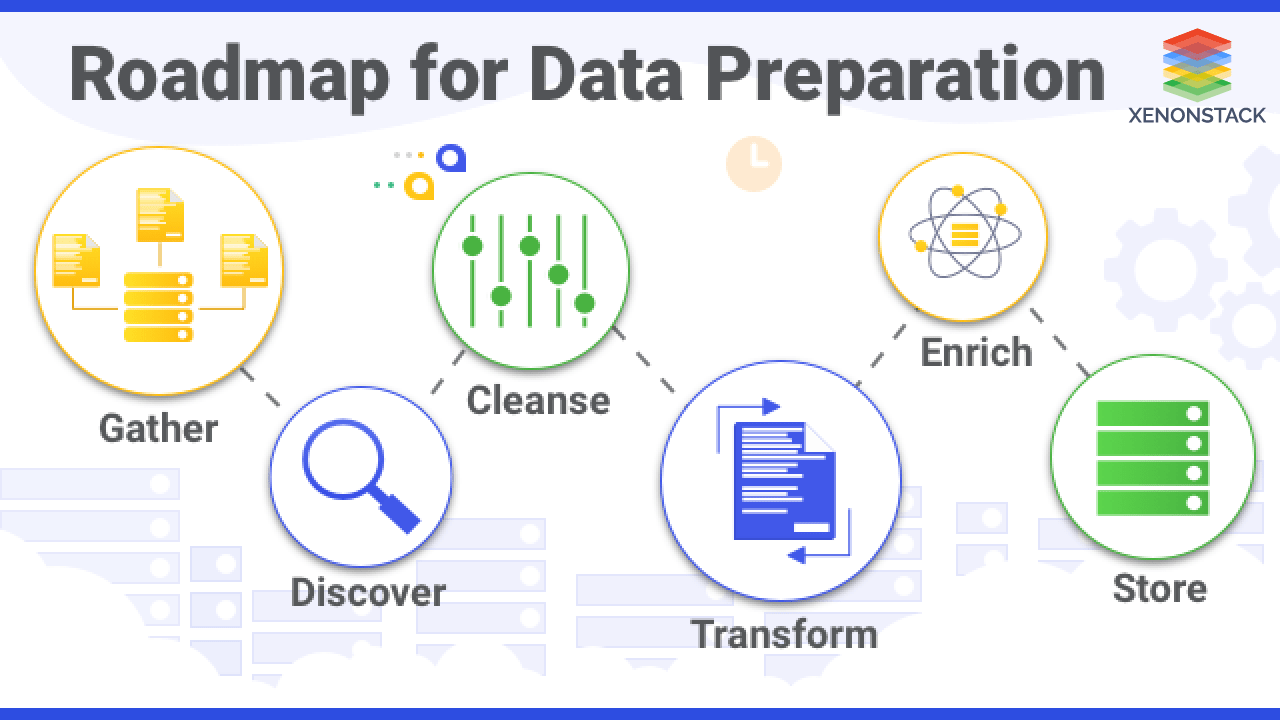 Roadmap for Data Preparation
XENONSTACK
Gather
Discover
Cleanse
Transform
Enrich
Store